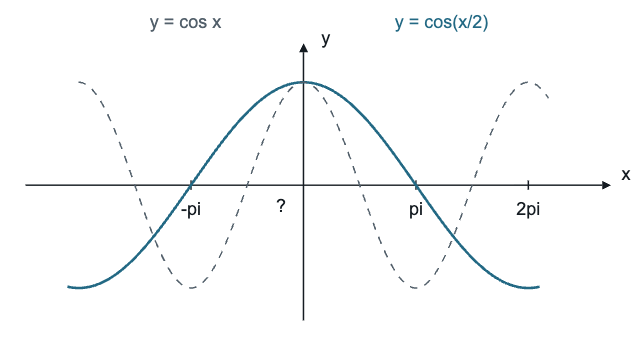 y = cos x
y = cos(x/2)
y
x
-pi
?
pi
2pi